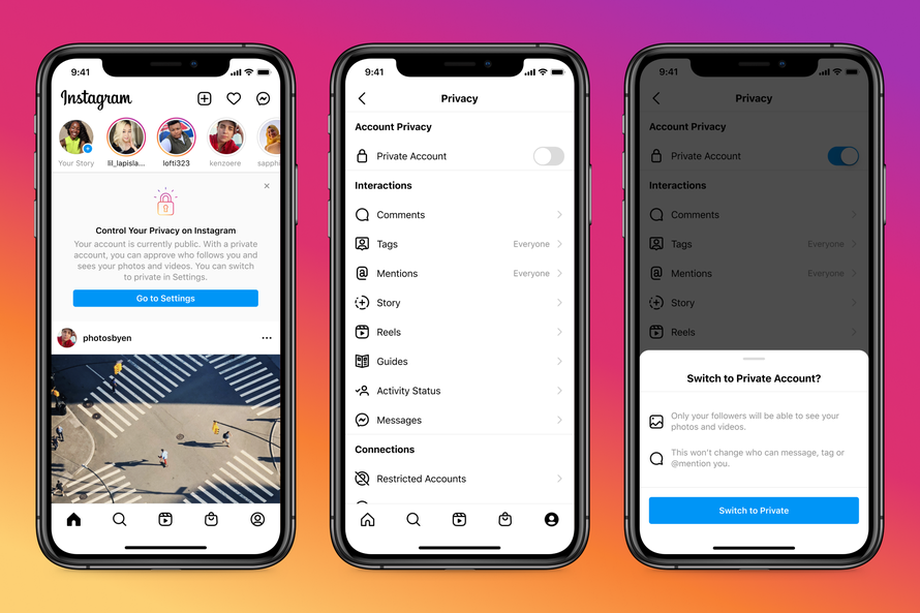 9:41
Instagram
Your Story
lil_lapisla...
lofti323
kenzoere
sapphi
Control Your Privacy on Instagram
Your account is currently public. With a private
account, you can approve who follows you and
sees your photos and videos. You can switch
to private in Settings.
Go to Settings
photosbyen
9:41
Privacy
Account Privacy
Private Account
Interactions
Comments
Tags
Everyone
Mentions
Everyone
Story
Reels
Guides
Activity Status
Messages
Connections
Restricted Accounts
9:41
Privacy
Account Privacy
Private Account
Interactions
Comments
Tags
Everyone
Mentions
Everyone
Story
Reels
Switch to Private Account?
Only your followers will be able to see your
photos and videos.
This won't change who can message, tag or
@mention you.
Switch to Private